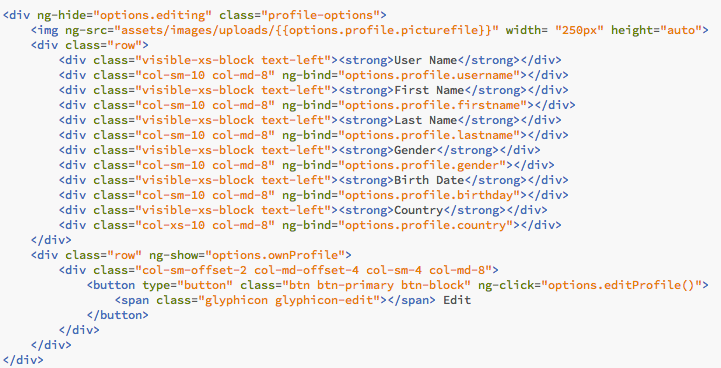 <div ng-hide="options.editing" class="profile-options">
    <img ng-src="assets/images/uploads/{{options.profile.picturefile}}" width= "250px" height="auto">
    <div class="row">
        <div class="visible-xs-block text-left"><strong>User Name</strong></div>
        <div class="col-sm-10 col-md-8" ng-bind="options.profile.username"></div>
        <div class="visible-xs-block text-left"><strong>First Name</strong></div>
        <div class="col-sm-10 col-md-8" ng-bind="options.profile.firstname"></div>
        <div class="visible-xs-block text-left"><strong>Last Name</strong></div>
        <div class="col-sm-10 col-md-8" ng-bind="options.profile.lastname"></div>
        <div class="visible-xs-block text-left"><strong>Gender</strong></div>
        <div class="col-sm-10 col-md-8" ng-bind="options.profile.gender"></div>
        <div class="visible-xs-block text-left"><strong>Birth Date</strong></div>
        <div class="col-sm-10 col-md-8" ng-bind="options.profile.birthday"></div>
        <div class="visible-xs-block text-left"><strong>Country</strong></div>
        <div class="col-xs-10 col-md-8" ng-bind="options.profile.country"></div>
    </div>
    <div class="row" ng-show="options.ownProfile">
        <div class="col-sm-offset-2 col-md-offset-4 col-sm-4 col-md-8">
            <button type="button" class="btn btn-primary btn-block" ng-click="options.editProfile()">
                <span class="glyphicon glyphicon-edit"></span> Edit
            </button>
        </div>
    </div>
</div>